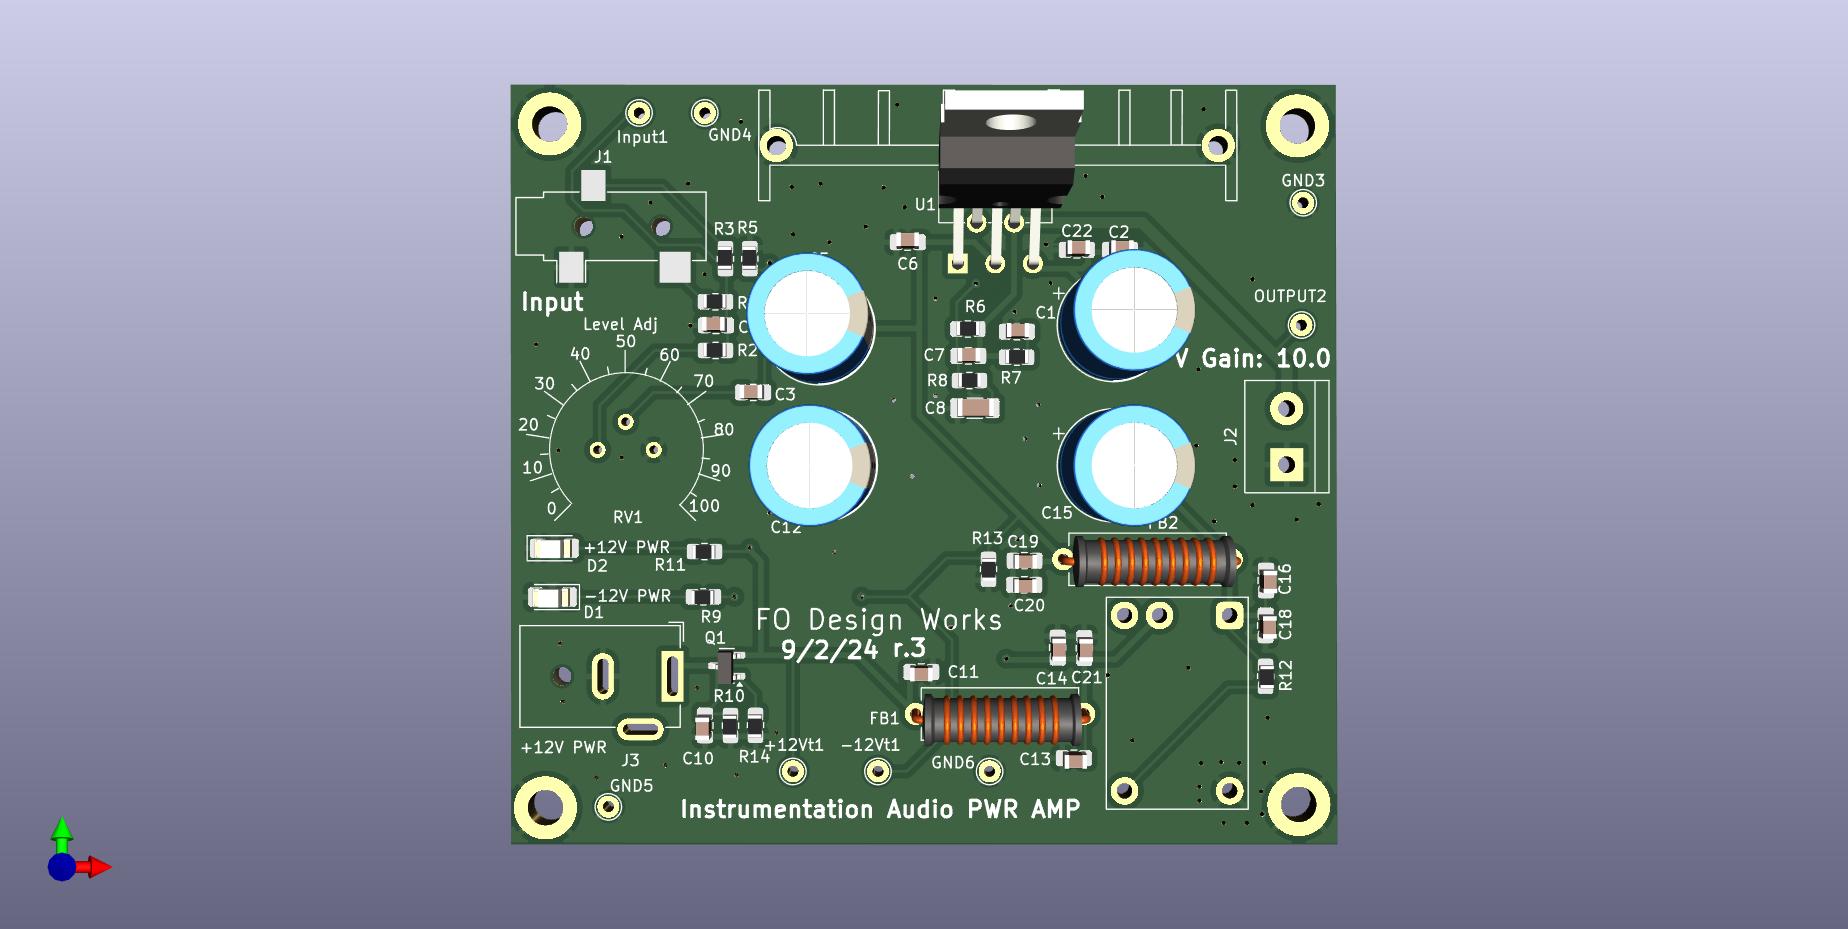 Input1
GND4
J1
GND3
U1
R3 R5
C22 C2
C6
Input
OUTPUT2
R6
C1
Level Adj
V Gain: 10.0
R2
C7
R7
R8
C3
C8
0
10
20
30
40
50
60
70
80
90
100
RV1
J2
C12
C15
FB2
+12V PWR
D2
R11
R13
C19
C20
C16
-12V PWR
D1
R9
C18
FO Design Works
9/2/24 r.3
Q1
R10
C11
C14 C21
R12
FB1
+12V PWR
J3
C10
R14
+12Vt1
-12Vt1
GND6
C13
GND5
Instrumentation Audio PWR AMP